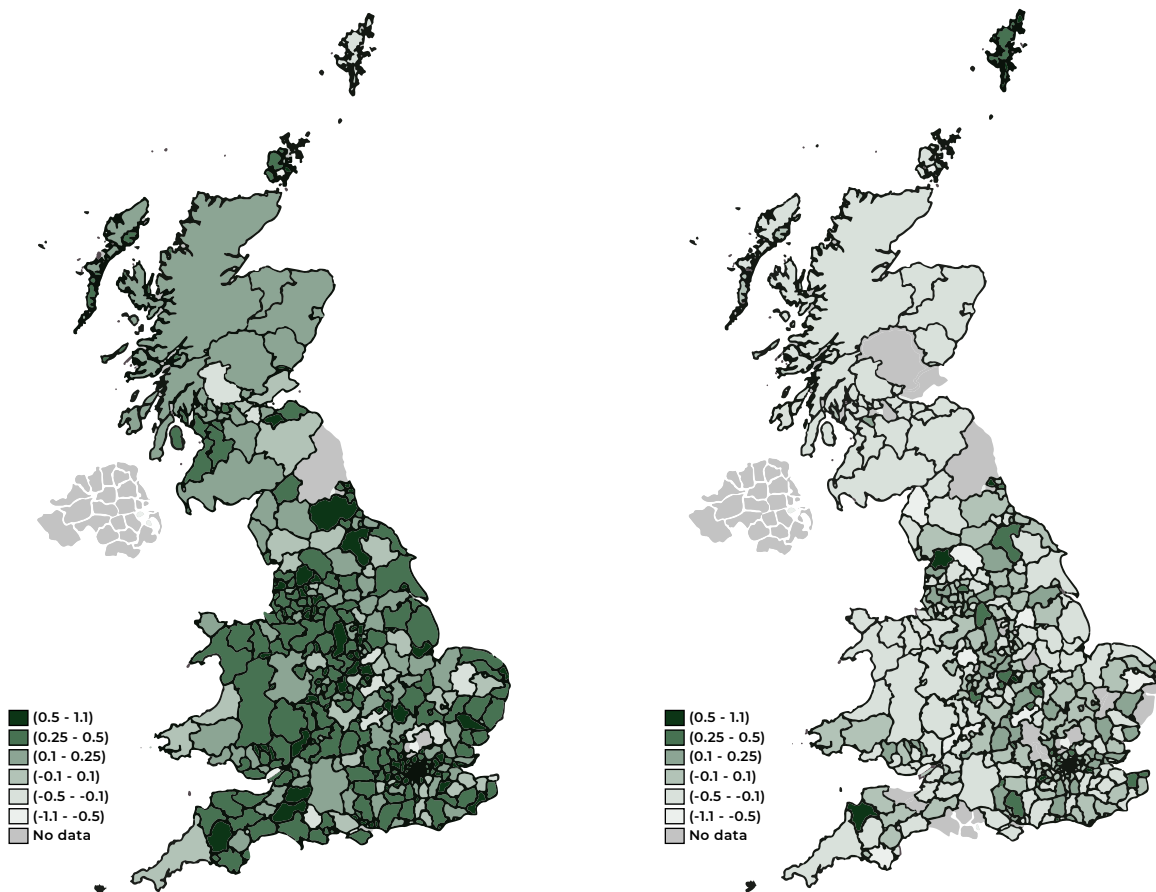 (0.5 - 1.1)
(0.25 - 0.5)
(0.1 - 0.25)
(-0.1 - 0.1)
(-0.5 - -0.1)
(-1.1 - -0.5)
No data
(0.5 - 1.1)
(0.25 - 0.5)
(0.1 - 0.25)
(-0.1 - 0.1)
(-0.5 - -0.1)
(-1.1 - -0.5)
No data